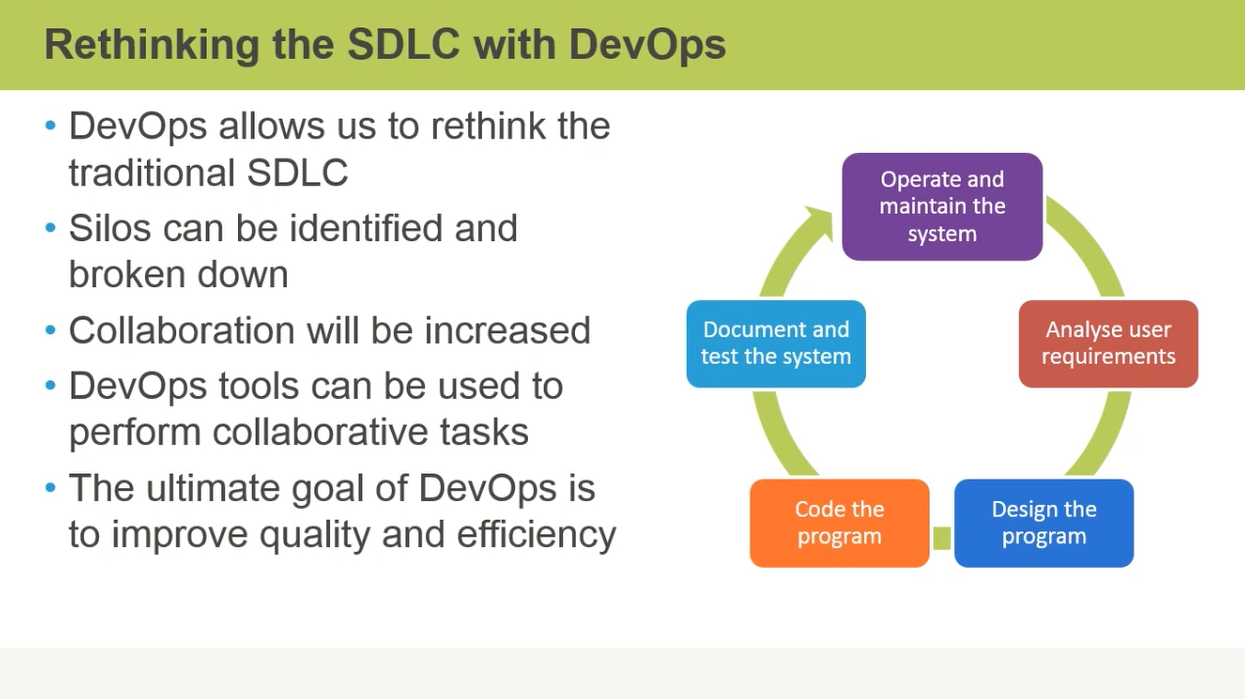 Rethinking the SDLC with DevOps
• DevOps allows us to rethink the
traditional SDLC
• Silos can be identified and
broken down
• Collaboration will be increased
• DevOps tools can be used to
perform collaborative tasks
• The ultimate goal of DevOps is
to improve quality and efficiency
Operate and
maintain the
system
Analyse user
requirements
Design the
program
Code the
program
Document and
test the system